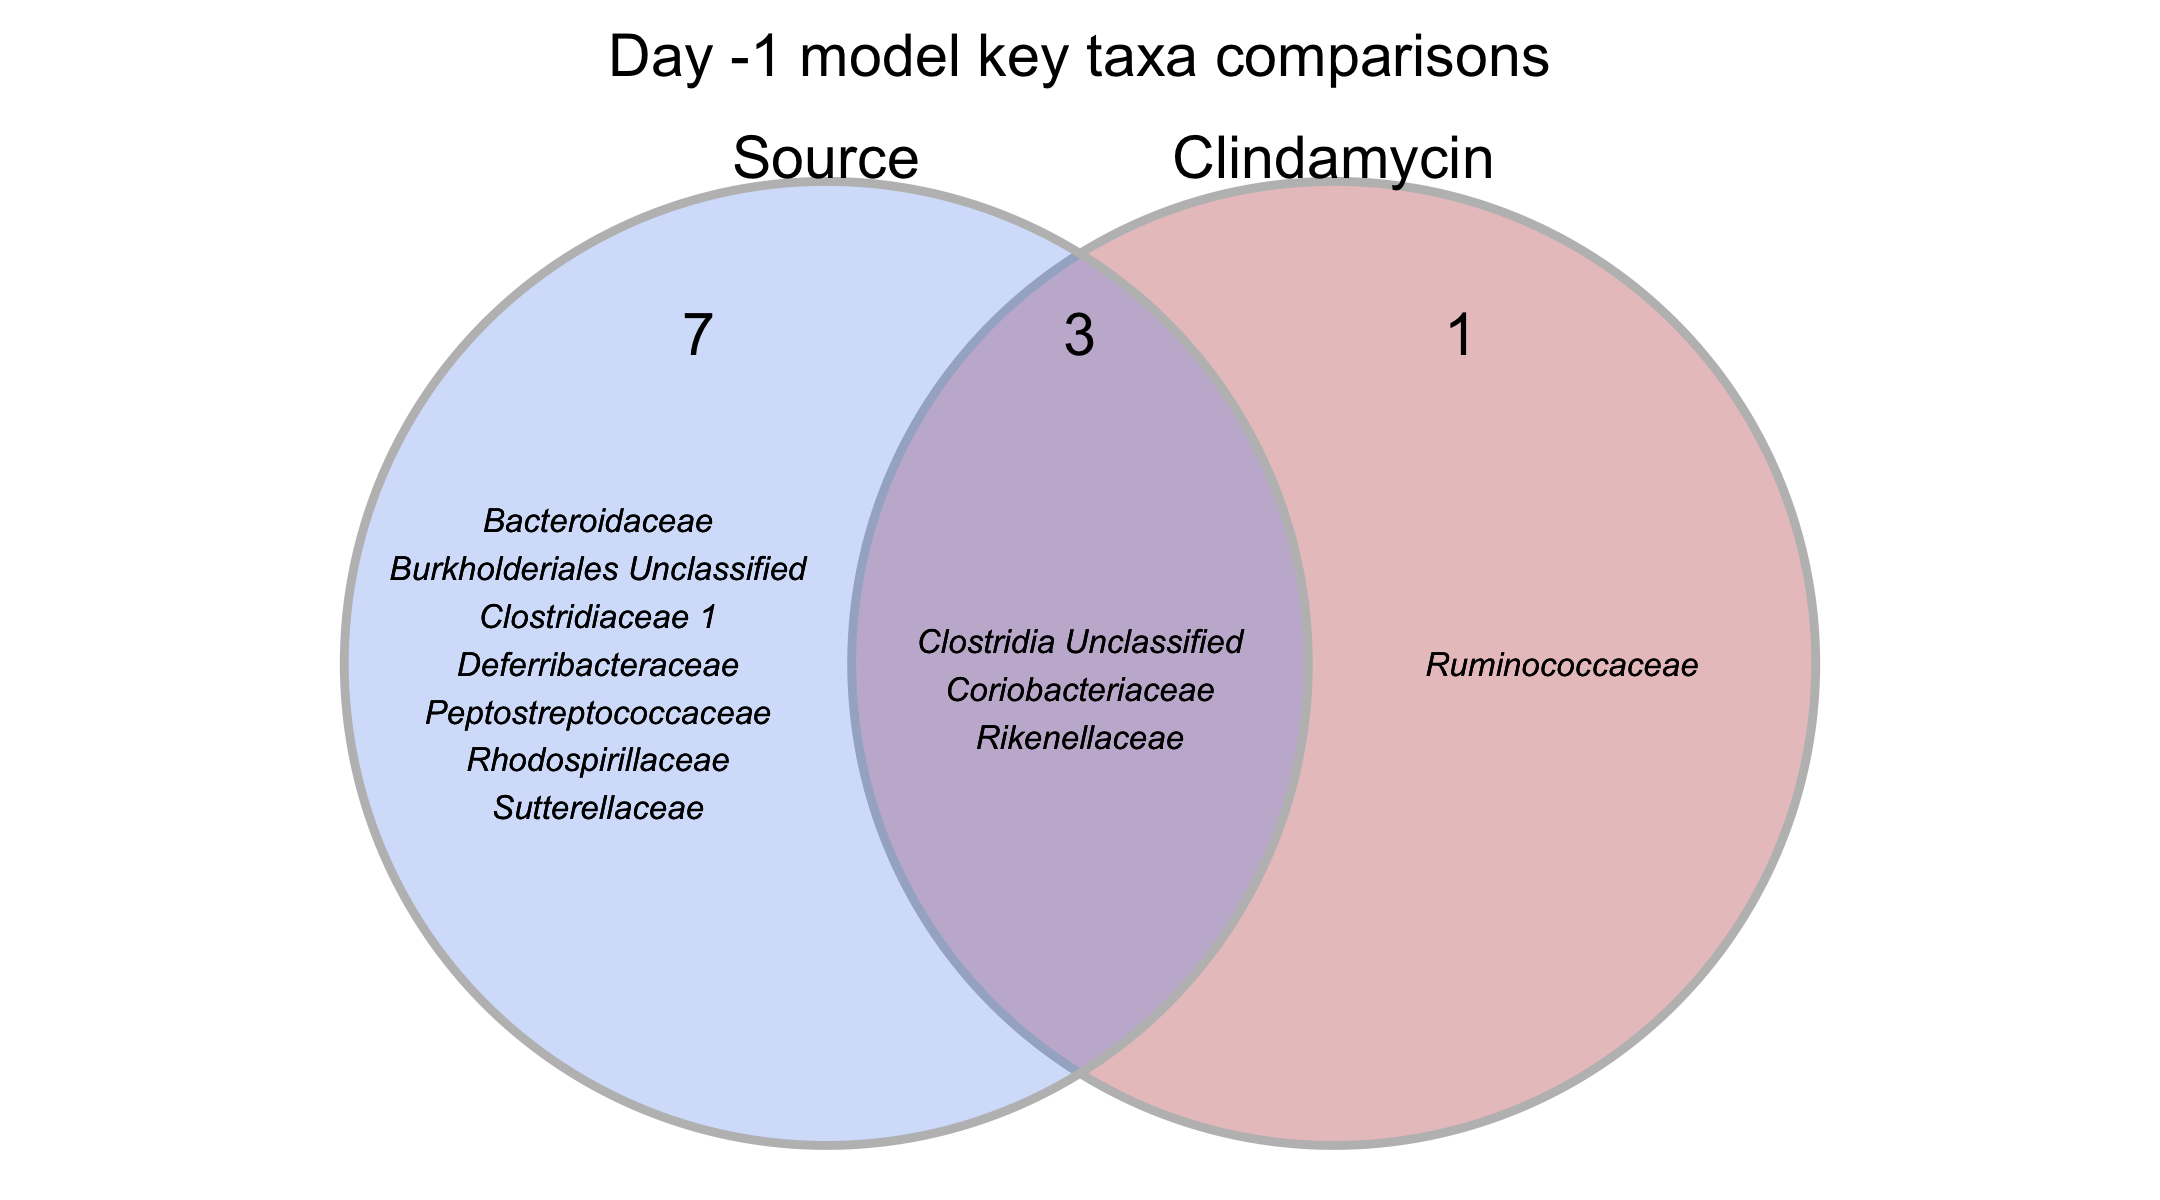 Day -1 model key taxa comparisons
Source
Clindamycin
7
3
1
Bacteroidaceae
Burkholderiales Unclassified
Clostridiaceae 1
Deferribacteraceae
Peptostreptococcaceae
Rhodospirillaceae
Sutterellaceae
Clostridia Unclassified
Coriobacteriaceae
Rikenellaceae
Ruminococcaceae